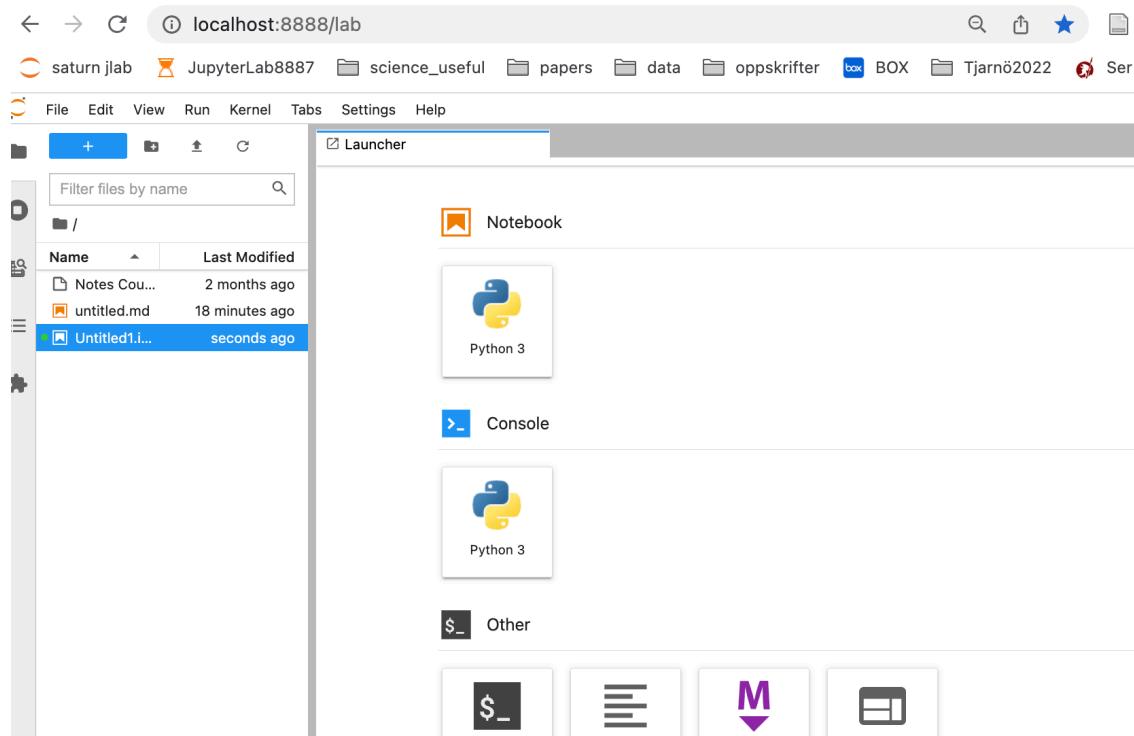 localhost:8888/lab
saturn jlab JupyterLab8887 science_useful papers data oppskrifter box BOX Tjarnö2022 Ser
File Edit View Run Kernel Tabs Settings Help
+
Launcher
Filter files by name
/
Name Last Modified
Notes Cou... 2 months ago
untitled.md 18 minutes ago
Untitled1.i... seconds ago
Notebook
Python 3
>_ Console
Python 3
$_ Other
$_ M